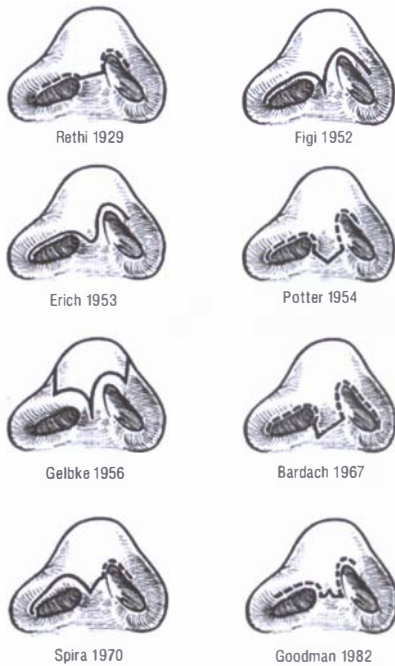 Rethi 1929
Figi 1952
Erich 1953
Potter 1954
Gelbke 1956
Bardach 1967
Spira 1970
Goodman 1982